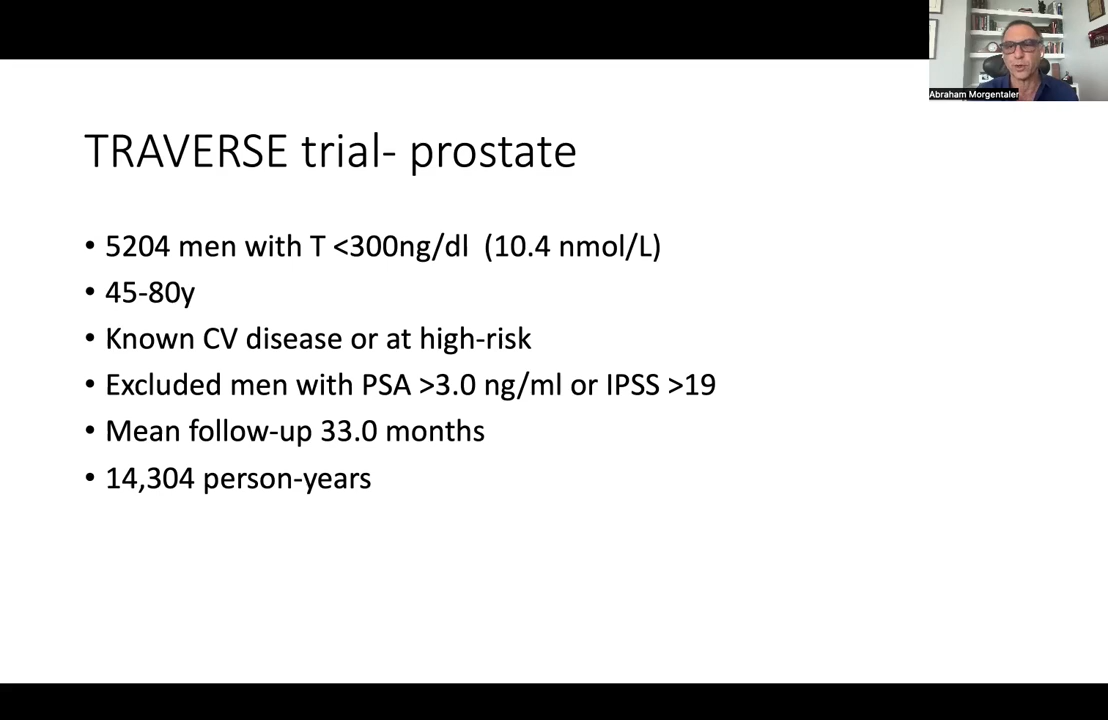 Abraham Morgentaler
TRAVERSE trial- prostate
• 5204 men with T <300ng/dl (10.4 nmol/L)
• 45-80y
• Known CV disease or at high-risk
• Excluded men with PSA >3.0 ng/ml or IPSS >19
• Mean follow-up 33.0 months
• 14,304 person-years